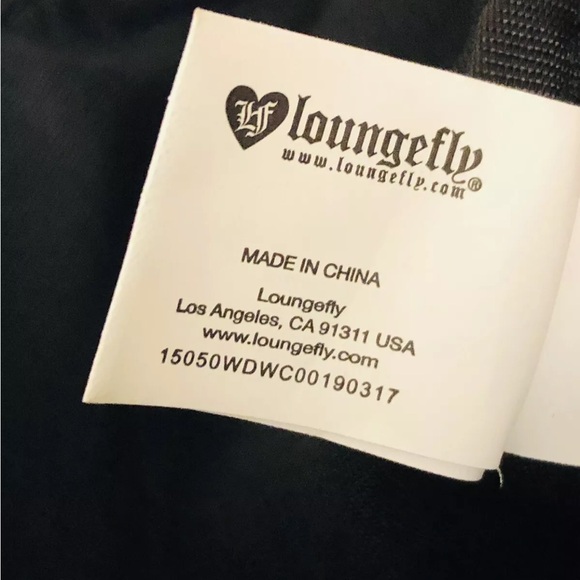 LF loungefly
www.loungefly.com®
MADE IN CHINA
Loungefly
Los Angeles, CA 91311 USA
www.loungefly.com
15050WDWC00190317